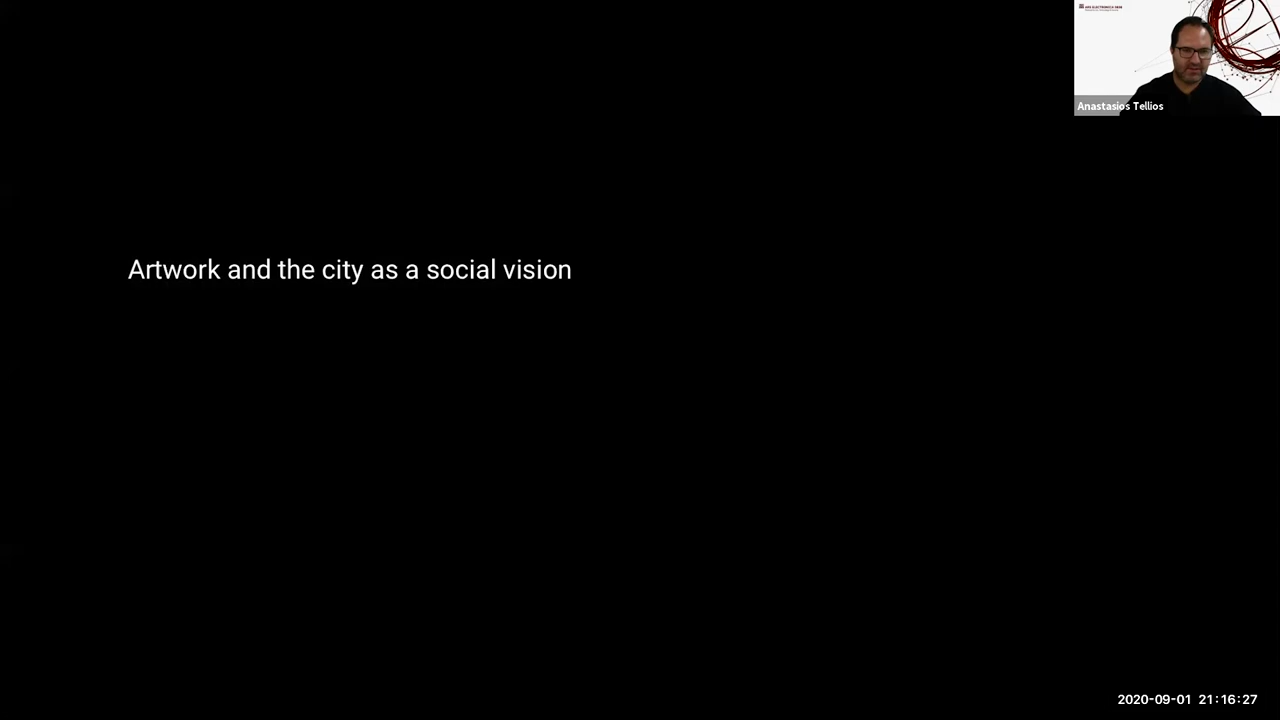 Anastasios Tellios
Artwork and the city as a social vision
2020-09-01 21:16:27